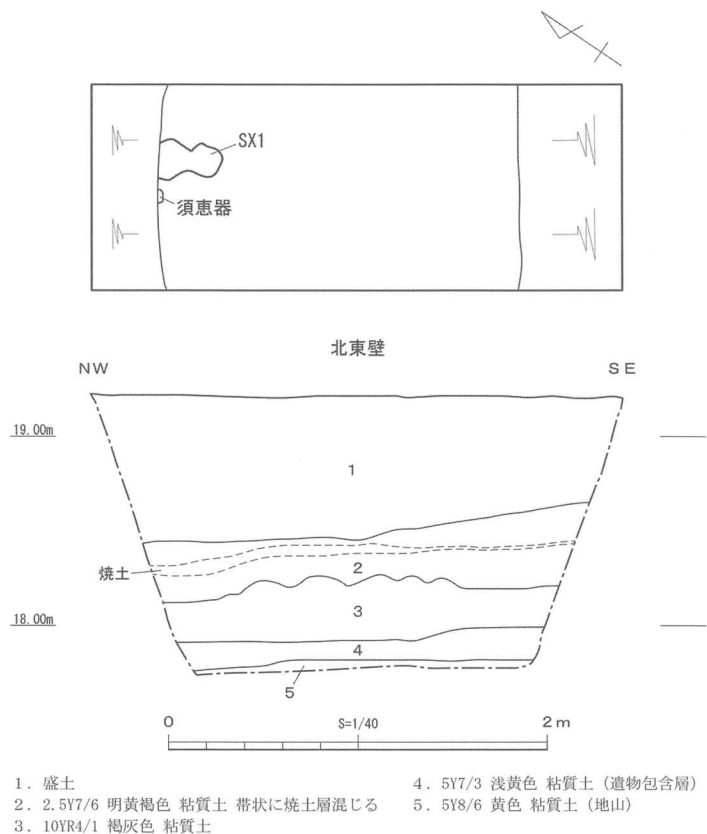 SX1
須恵器
北東壁
NW
SE
19.00m
1
焼土
2
3
18.00m
4
5
0 S=1/40 2m
1. 盛土
2. 2.5Y7/6 明黄褐色 粘質土 帯状に焼土層混じる
3. 10YR4/1 褐灰色 粘質土
4. 5Y7/3 浅黄色 粘質土（遺物包含層）
5. 5Y8/6 黄色 粘質土（地山）